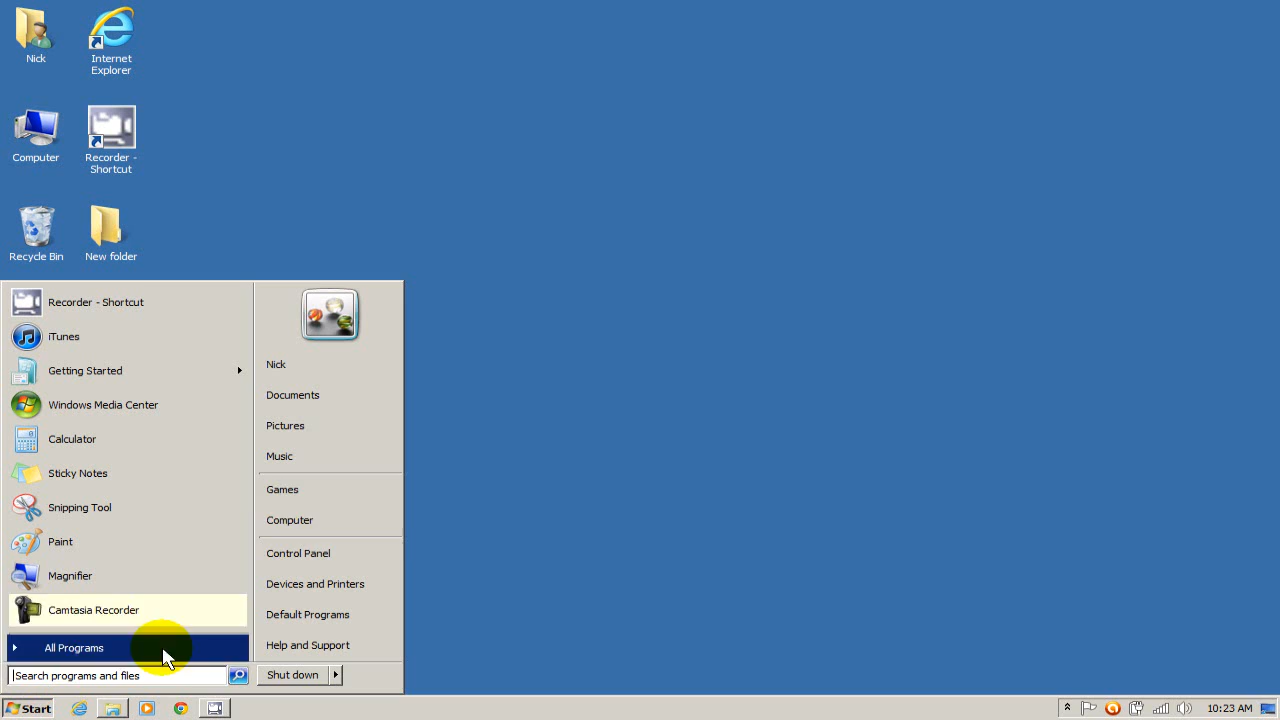 Nick
Internet
Explorer
Computer
Recorder -
Shortcut
Recycle Bin
New folder
Recorder - Shortcut
iTunes
Getting Started
Windows Media Center
Calculator
Sticky Notes
Snipping Tool
Paint
Magnifier
Camtasia Recorder
All Programs
Search programs and files
Nick
Documents
Pictures
Music
Games
Computer
Control Panel
Devices and Printers
Default Programs
Help and Support
Shut down
Start
10:23 AM